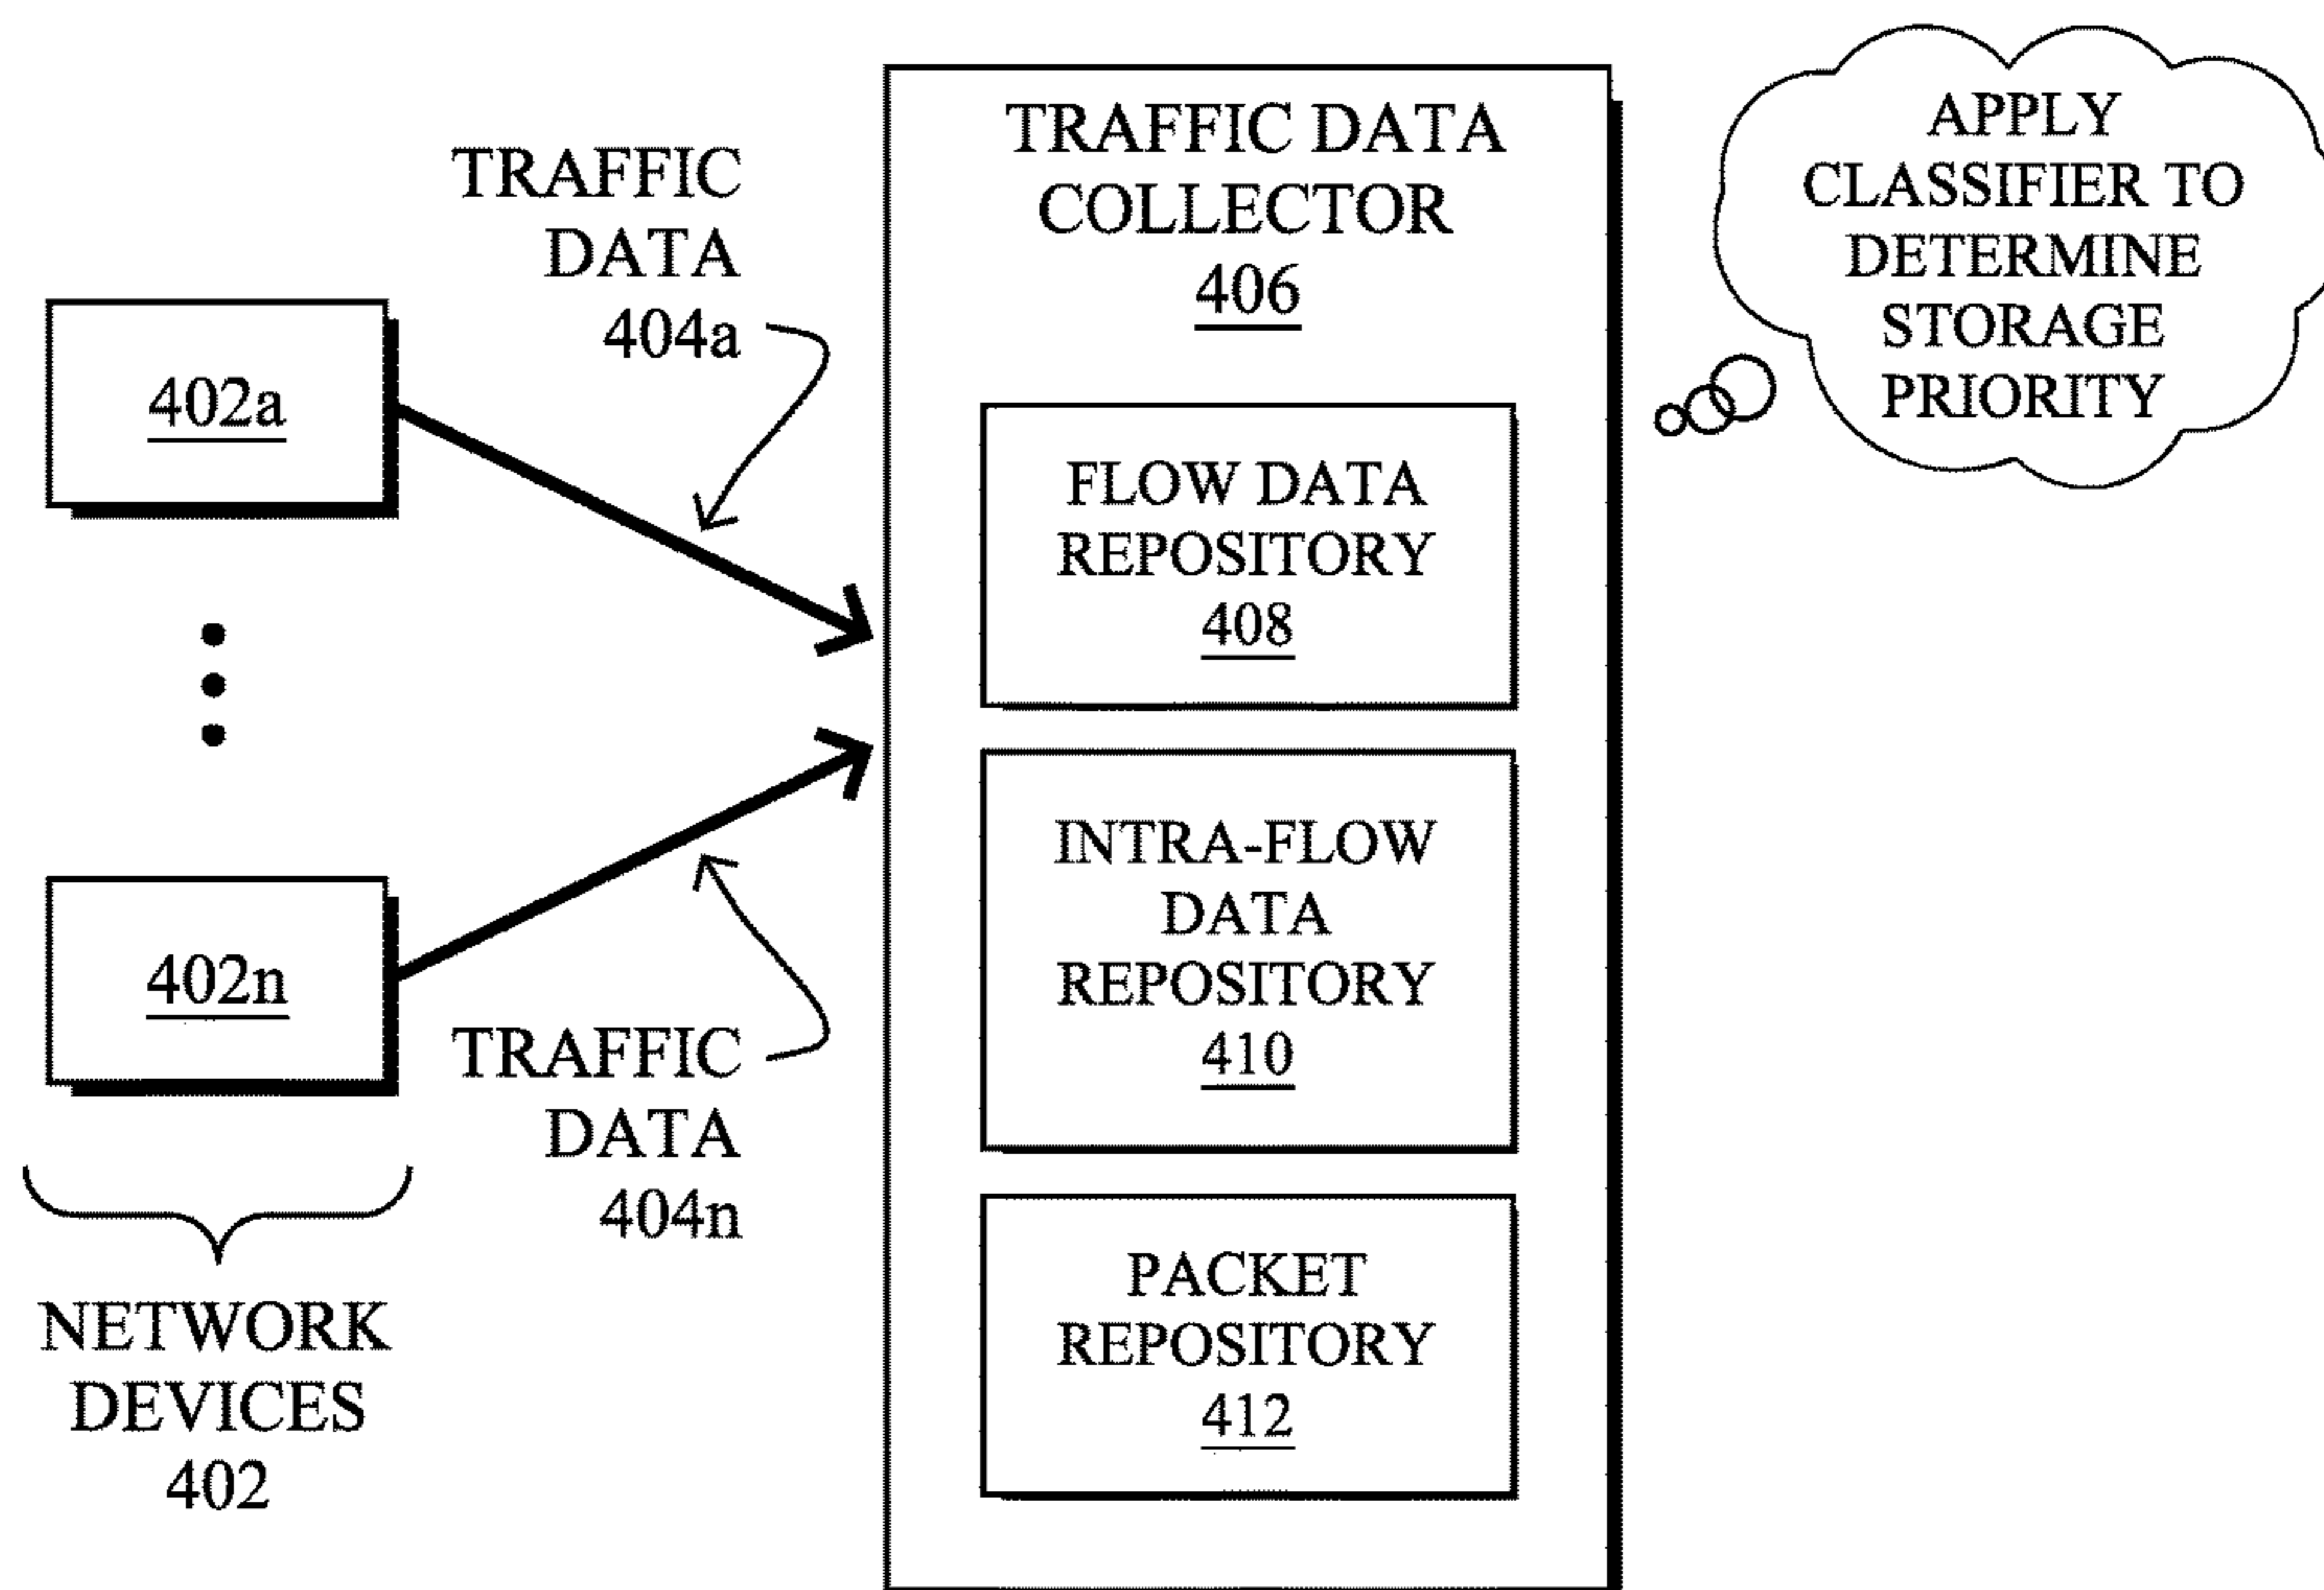 TRAFFIC
DATA
404a
402a
402n
TRAFFIC
DATA
404n
NETWORK
DEVICES
402
TRAFFIC DATA
COLLECTOR
406
FLOW DATA
REPOSITORY
408
INTRA-FLOW
DATA
REPOSITORY
410
PACKET
REPOSITORY
412
APPLY
CLASSIFIER TO
DETERMINE
STORAGE
PRIORITY